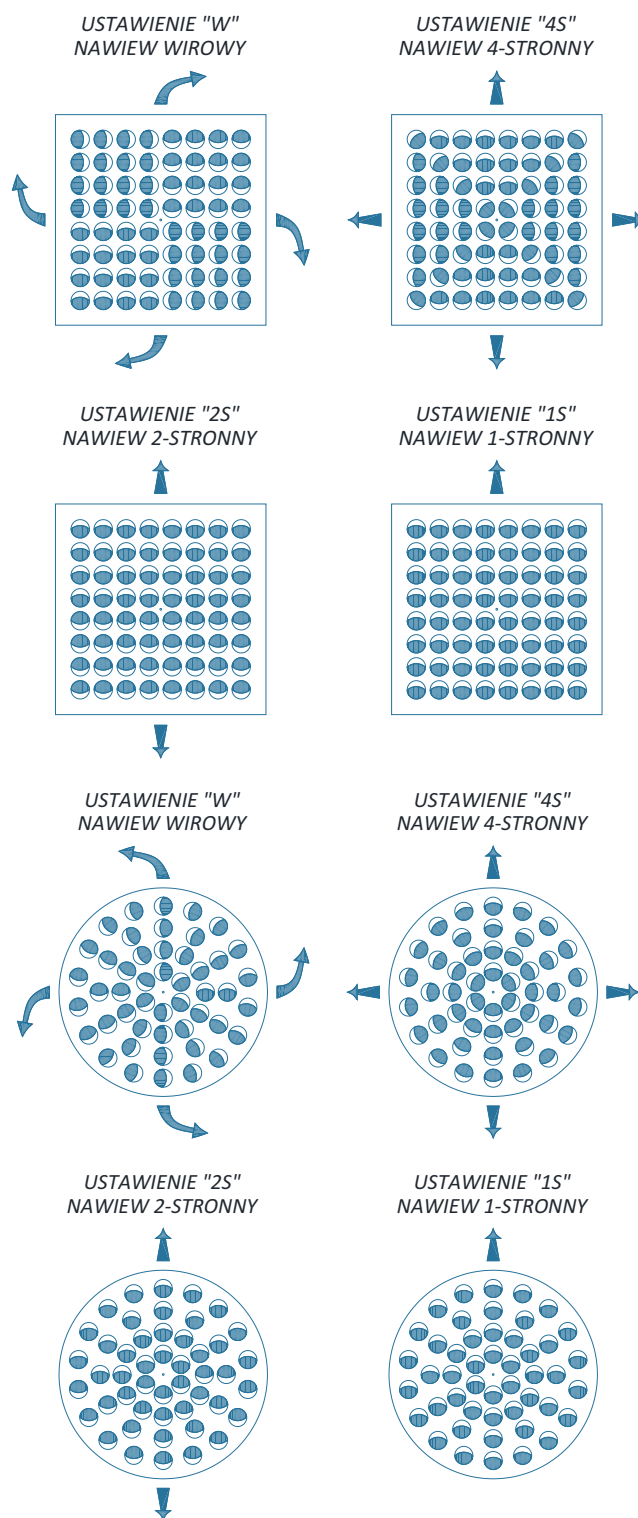 USTAWIENIE "W"
NAWIEW WIROWY
USTAWIENIE "4S"
NAWIEW 4-STRONNY
USTAWIENIE "2S"
NAWIEW 2-STRONNY
USTAWIENIE "1S"
NAWIEW 1-STRONNY
USTAWIENIE "W"
NAWIEW WIROWY
USTAWIENIE "4S"
NAWIEW 4-STRONNY
USTAWIENIE "2S"
NAWIEW 2-STRONNY
USTAWIENIE "1S"
NAWIEW 1-STRONNY